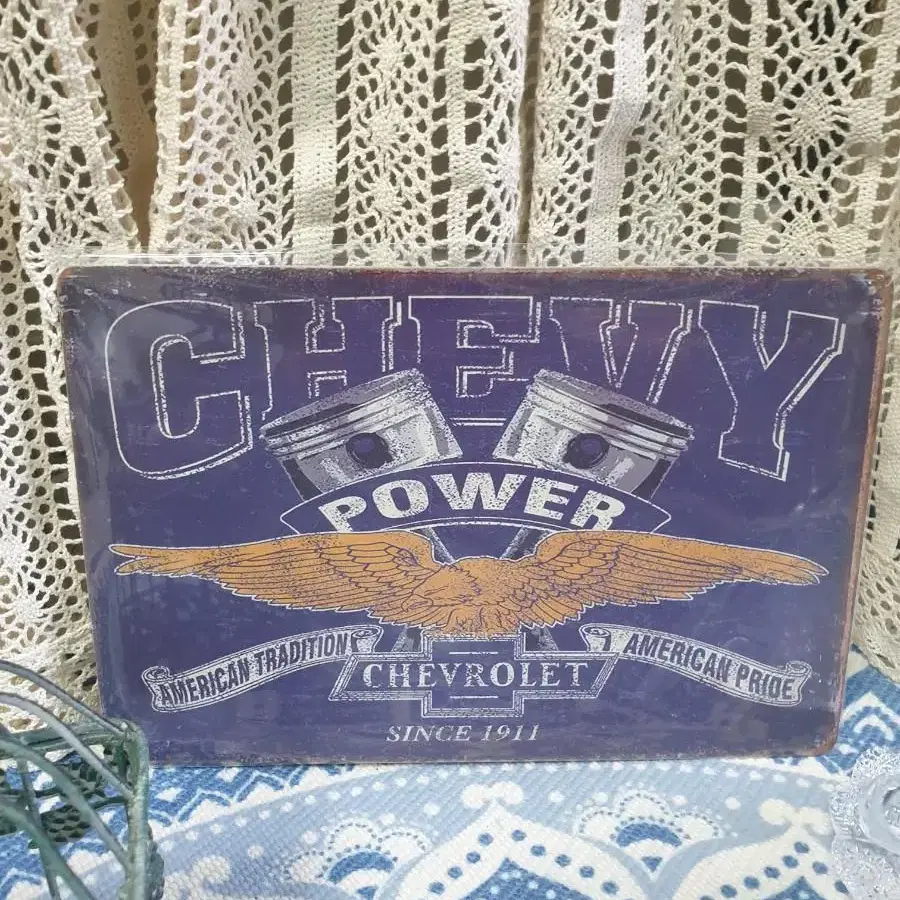 CHEVY
POWER
AMERICAN TRADITION
CHEVROLET
AMERICAN PRIDE
SINCE 1911